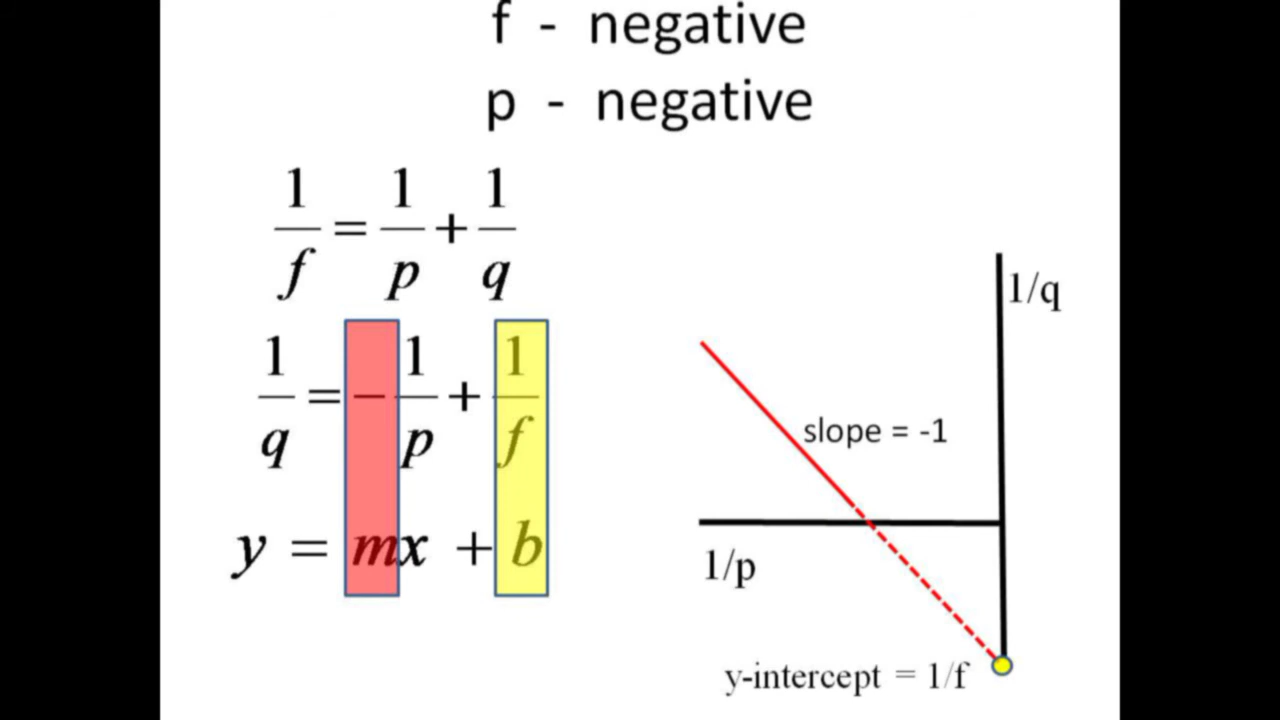 f - negative
p - negative
1/f = 1/p + 1/q
1/q = - 1/p + 1/f
y = mx + b
1/q
slope = -1
1/p
y-intercept = 1/f